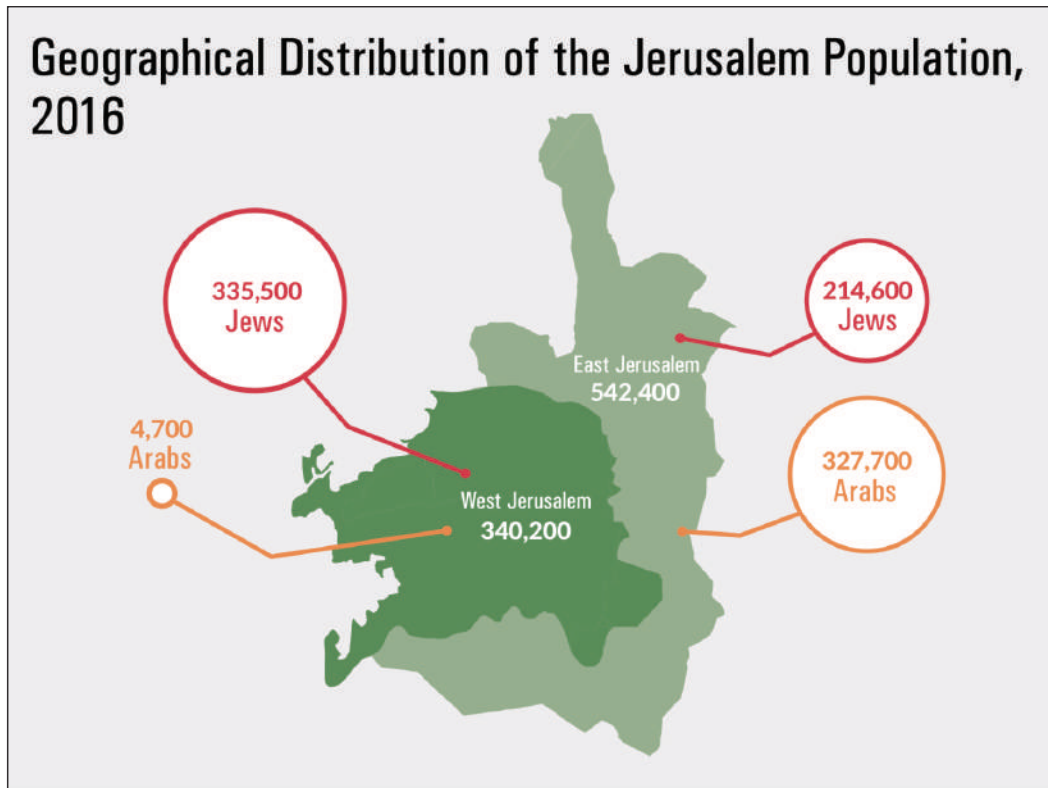 Geographical Distribution of the Jerusalem Population,
2016
335,500
Jews
214,600
Jews
East Jerusalem
542,400
4,700
Arabs
327,700
Arabs
West Jerusalem
340,200